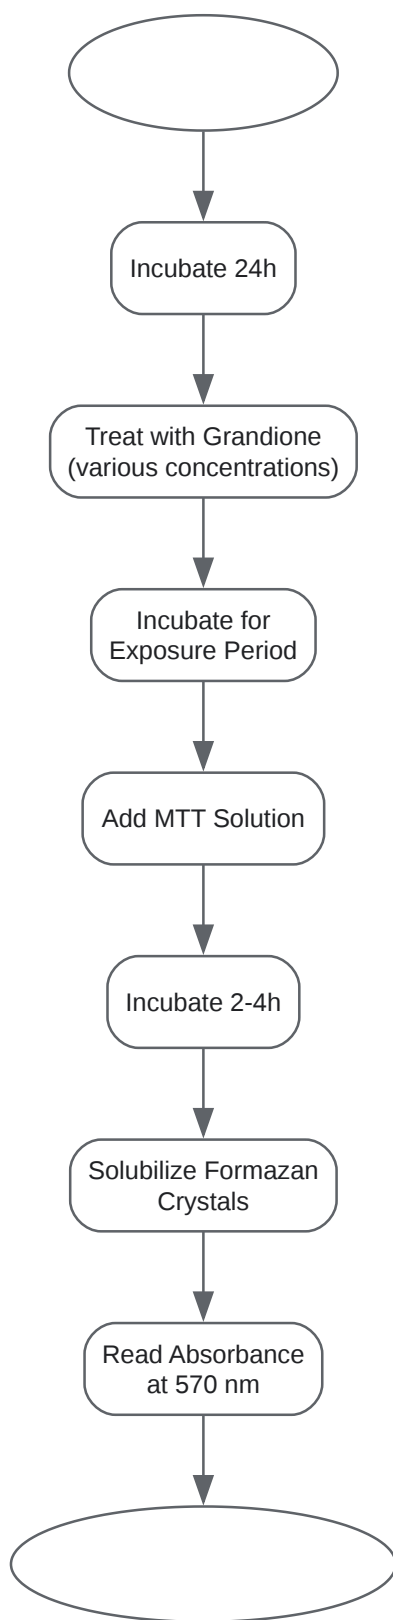 Incubate 24h
Treat with Grandione
(various concentrations)
Incubate for
Exposure Period
Add MTT Solution
Incubate 2-4h
Solubilize Formazan
Crystals
Read Absorbance
at 570 nm